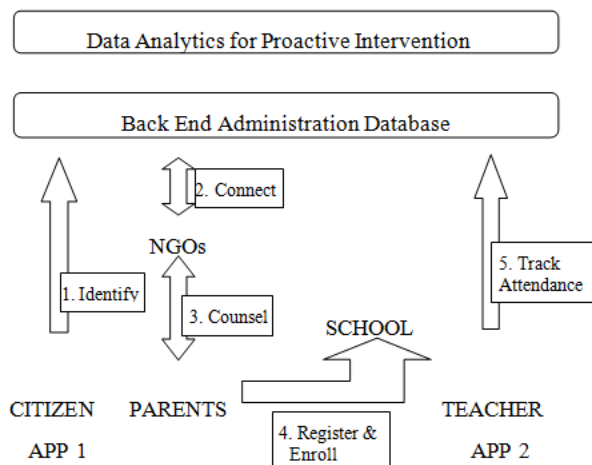 Data Analytics for Proactive Intervention
Back End Administration Database
2. Connect
NGOs
1. Identify
3. Counsel
5. Track
Attendance
SCHOOL
CITIZEN
APP 1
PARENTS
4. Register &
Enroll
TEACHER
APP 2